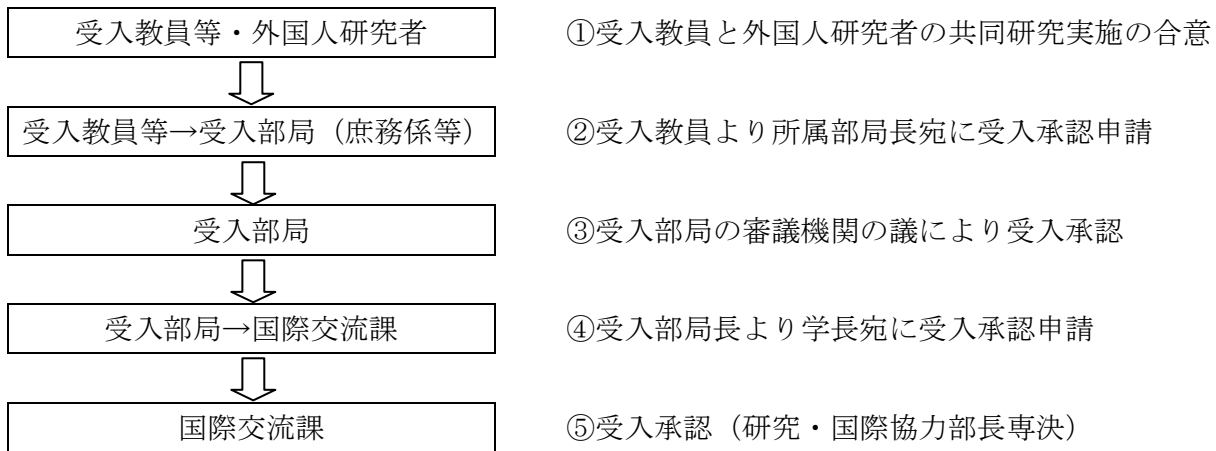 受入教員等・外国人研究者 ①受入教員と外国人研究者の共同研究実施の合意
受入教員等→受入部局（庶務係等） ②受入教員より所属部局長宛に受入承認申請
受入部局 ③受入部局の審議機関の議により受入承認
受入部局→国際交流課 ④受入部局長より学長宛に受入承認申請
国際交流課 ⑤受入承認（研究・国際協力部長専決）